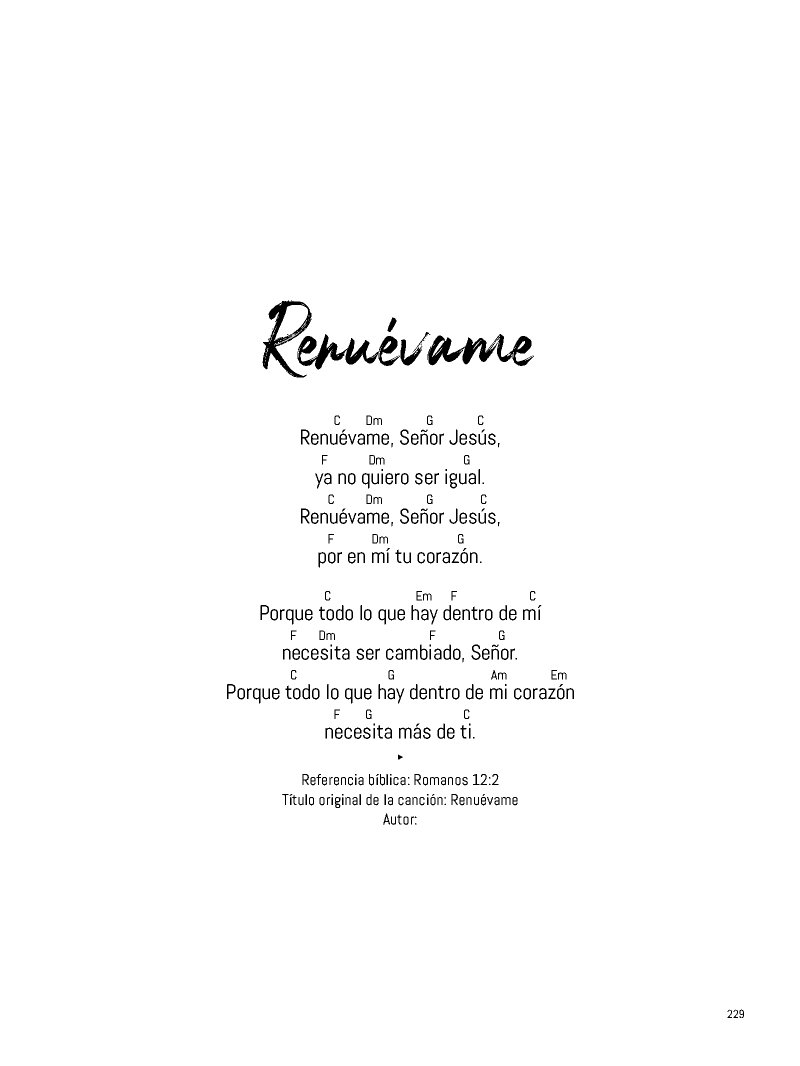 Renuévame
C Dm G C
Renuévame, Señor Jesús,
F Dm G
ya no quiero ser igual.
C Dm G C
Renuévame, Señor Jesús,
F Dm G
por en mí tu corazón.
C Em F C
Porque todo lo que hay dentro de mí
F Dm F G
necesita ser cambiado, Señor.
C G Am Em
Porque todo lo que hay dentro de mi corazón
F G C
necesita más de ti.
Referencia bíblica: Romanos 12:2
Título original de la canción: Renuévame
Autor:
229